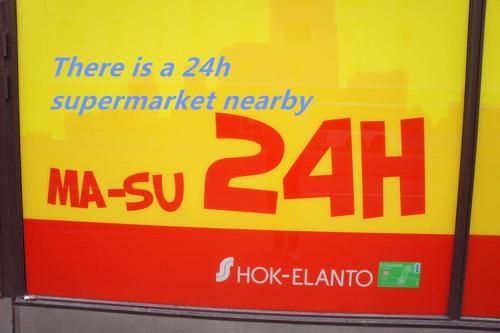 There is a 24h
supermarket nearby
MA-SU 24H
HOK-ELANTO